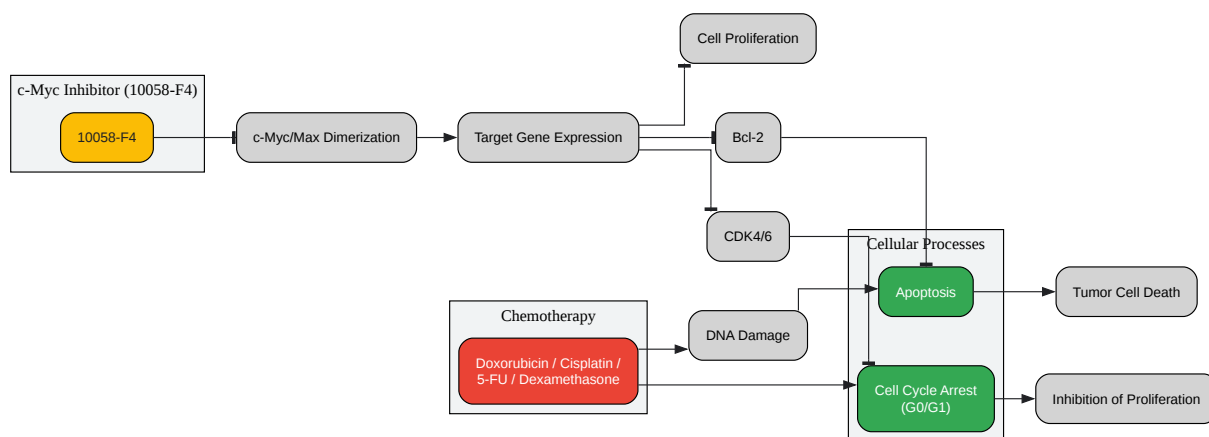 Cell Proliferation
c-Myc Inhibitor (10058-F4)
10058-F4
c-Myc/Max Dimerization
Target Gene Expression
Bcl-2
CDK4/6
Cellular Processes
Apoptosis
Tumor Cell Death
Chemotherapy
DNA Damage
Doxorubicin / Cisplatin /
5-FU / Dexamethasone
Cell Cycle Arrest
(G0/G1)
Inhibition of Proliferation